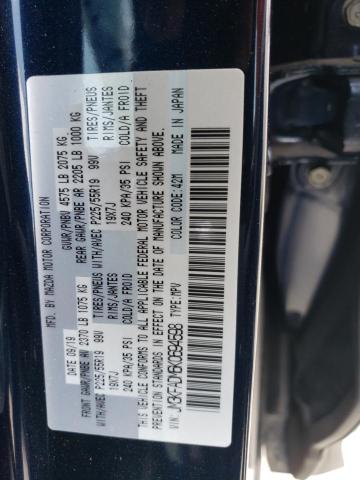 MFD. BY MAZDA MOTOR CORPORATION
DATE 09/19 GVWR/PNBV 4575 LB 2075 KG
FRONT GAWR/PNBE AV 2370 LB 1075 KG REAR GAWR/PNBE AR 2205 LB 1000 KG
WITH/AVEC P225/55R19 99V TIRES/PNEUS WITH/AVEC P225/55R19 99V TIRES/PNEUS
19X7J RIMS/JANTES 19X7J RIMS/JANTES
240 KPA/35 PSI COLD/A FROID 240 KPA/35 PSI COLD/A FROID
THIS VEHICLE CONFORMS TO ALL APPLICABLE FEDERAL MOTOR VEHICLE SAFETY AND THEFT
PREVENTION STANDARDS IN EFFECT ON THE DATE OF MANUFACTURE SHOWN ABOVE.
VIN: TYPE: MPV COLOR CODE: 42M MADE IN JAPAN